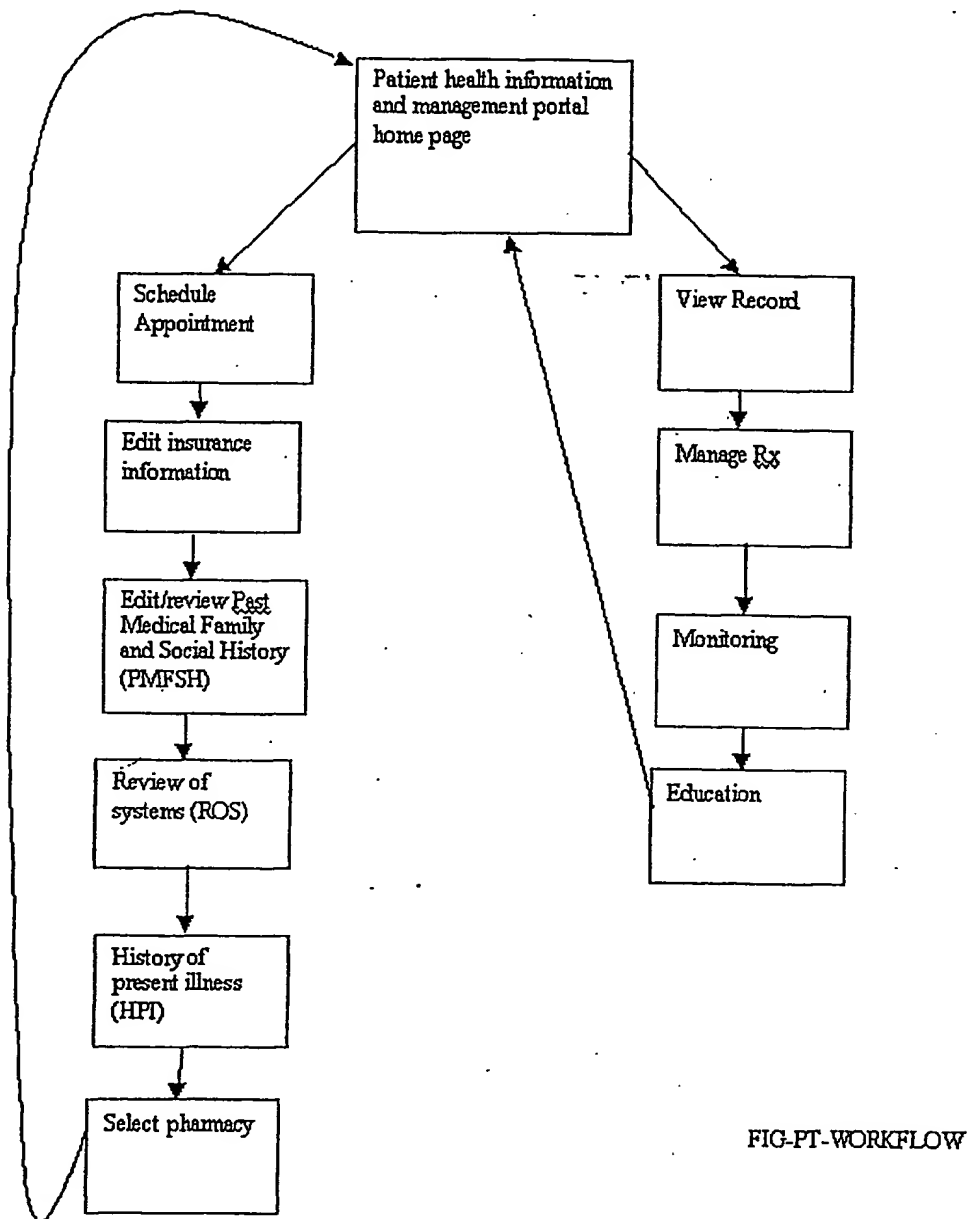 Patient health information
and management portal
home page
Schedule
Appointment
Edit insurance
information
Edit/review Past
Medical Family
and Social History
(PMFSH)
Review of
systems (ROS)
History of
present illness
(HPI)
Select pharmacy
View Record
Manage Rx
Monitoring
Education
FIG-PT-WORKFLOW